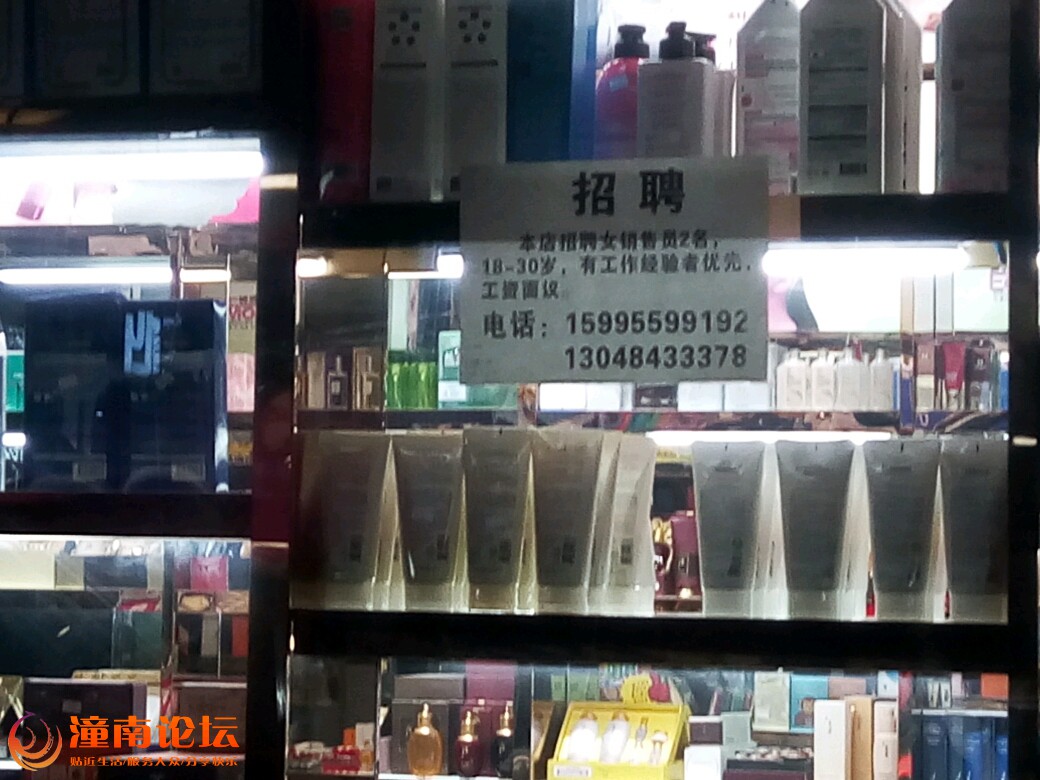 招聘
本店招聘女销售员2名，
18-30岁，有工作经验者优先，
工资面议。
电话：15995599192
13048433378
潼南论坛
贴近生活/服务大众/分享快乐